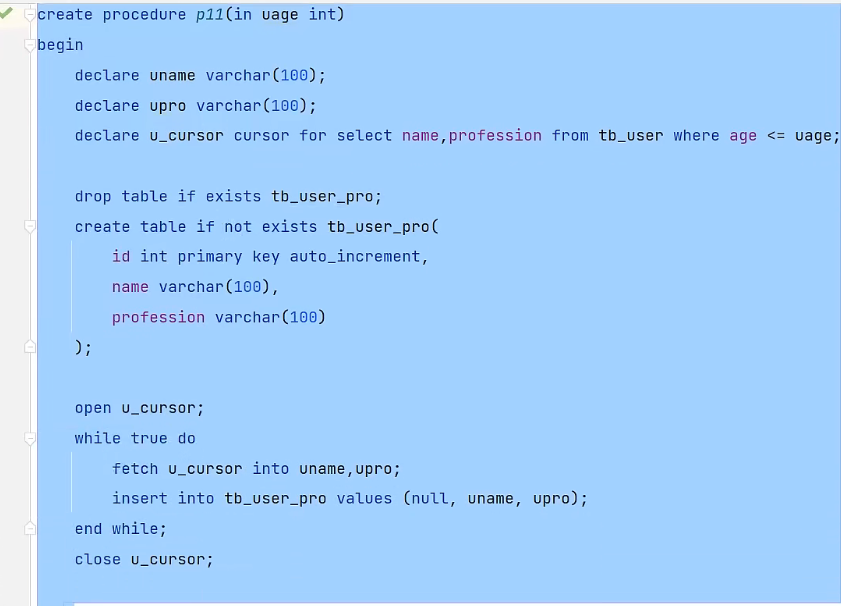 create procedure p11(in uage int)
begin
    declare uname varchar(100);
    declare upro varchar(100);
    declare u_cursor cursor for select name,profession from tb_user where age <= uage;

    drop table if exists tb_user_pro;
    create table if not exists tb_user_pro(
        id int primary key auto_increment,
        name varchar(100),
        profession varchar(100)
    );

    open u_cursor;
    while true do
        fetch u_cursor into uname,upro;
        insert into tb_user_pro values (null, uname, upro);
    end while;
    close u_cursor;